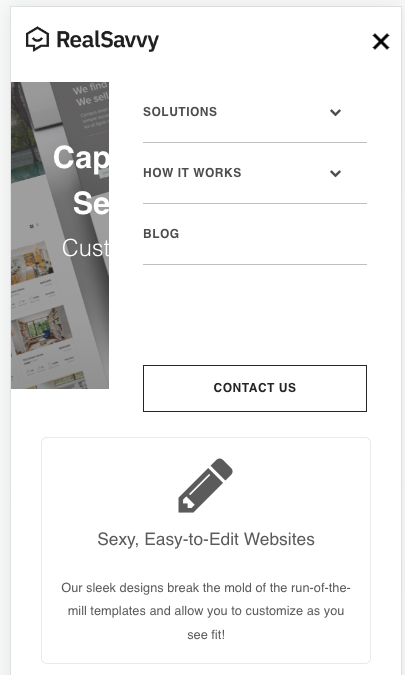 RealSavvy
We find
We sell
Cap
Se
Cust
SOLUTIONS
HOW IT WORKS
BLOG
CONTACT US
Sexy, Easy-to-Edit Websites
Our sleek designs break the mold of the run-of-the-
mill templates and allow you to customize as you
see fit!